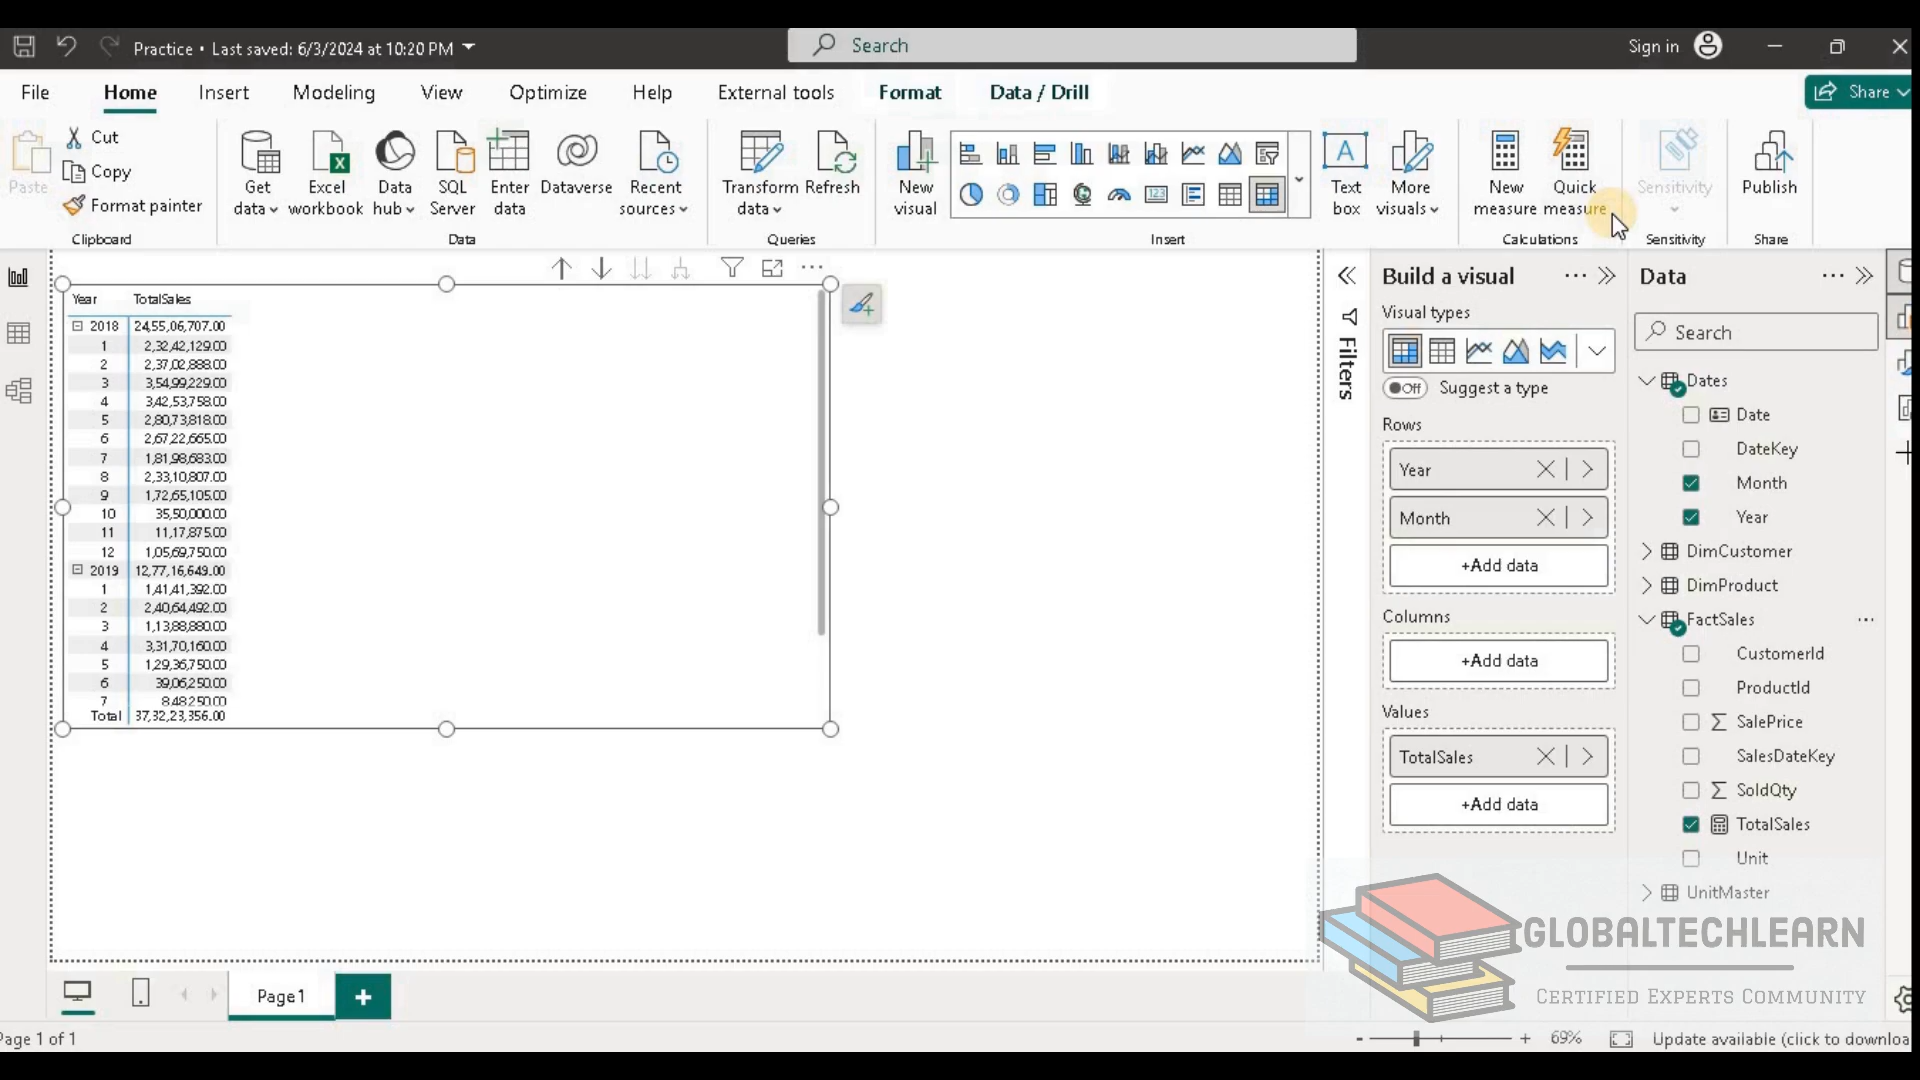 Practice • Last saved: 6/3/2024 at 10:20 PM
Search
Sign in
File Home Insert Modeling View Optimize Help External tools Format Data / Drill
Share
Paste
Cut
Copy
Format painter
Clipboard
Get data
Excel workbook
Data hub
SQL Server
Enter data
Dataverse
Recent sources
Data
Transform data
Refresh
Queries
New visual
123
Insert
A
Text box
More visuals
New measure
Quick measure
Calculations
Sensitivity
Sensitivity
Publish
Share
Year TotalSales
2018 24,55,06,707.00
1 2,32,42,129.00
2 2,37,02,888.00
3 3,54,99,229.00
4 3,42,53,758.00
5 2,80,73,818.00
6 2,67,22,665.00
7 1,81,98,683.00
8 2,33,10,807.00
9 1,72,65,105.00
10 35,50,000.00
11 11,17,875.00
12 1,05,69,750.00
2019 12,77,16,649.00
1 1,41,41,392.00
2 2,40,64,492.00
3 1,13,88,880.00
4 3,31,70,160.00
5 1,29,36,750.00
6 39,06,250.00
7 8,48,250.00
Total 37,32,23,356.00
Filters
Build a visual
Visual types
Off Suggest a type
Rows
Year
Month
+Add data
Columns
+Add data
Values
TotalSales
+Add data
Data
Search
Dates
Date
DateKey
Month
Year
DimCustomer
DimProduct
FactSales
CustomerId
ProductId
SalePrice
SalesDateKey
SoldQty
TotalSales
Unit
UnitMaster
GLOBALTECHLEARN
CERTIFIED EXPERTS COMMUNITY
Page1
Page 1 of 1
69%
Update available (click to downloa